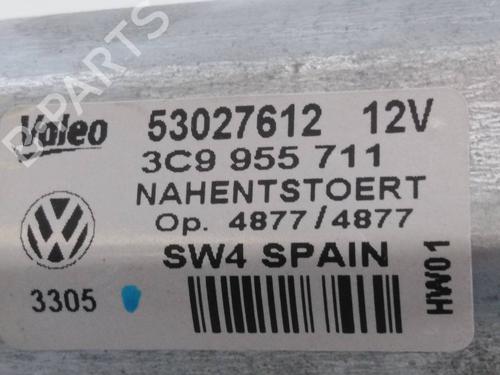 B-PARTS
Valeo 53027612 12V
3C9 955 711
NAHENTSTOERT
Op. 4877/4877
SW4 SPAIN
3305
HW01